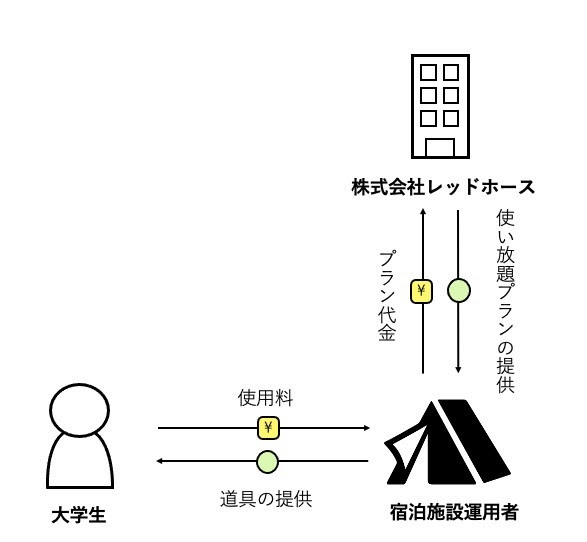 株式会社レッドホース
使い放題プランの提供
プラン代金
¥
使用料
¥
道具の提供
大学生
宿泊施設運用者